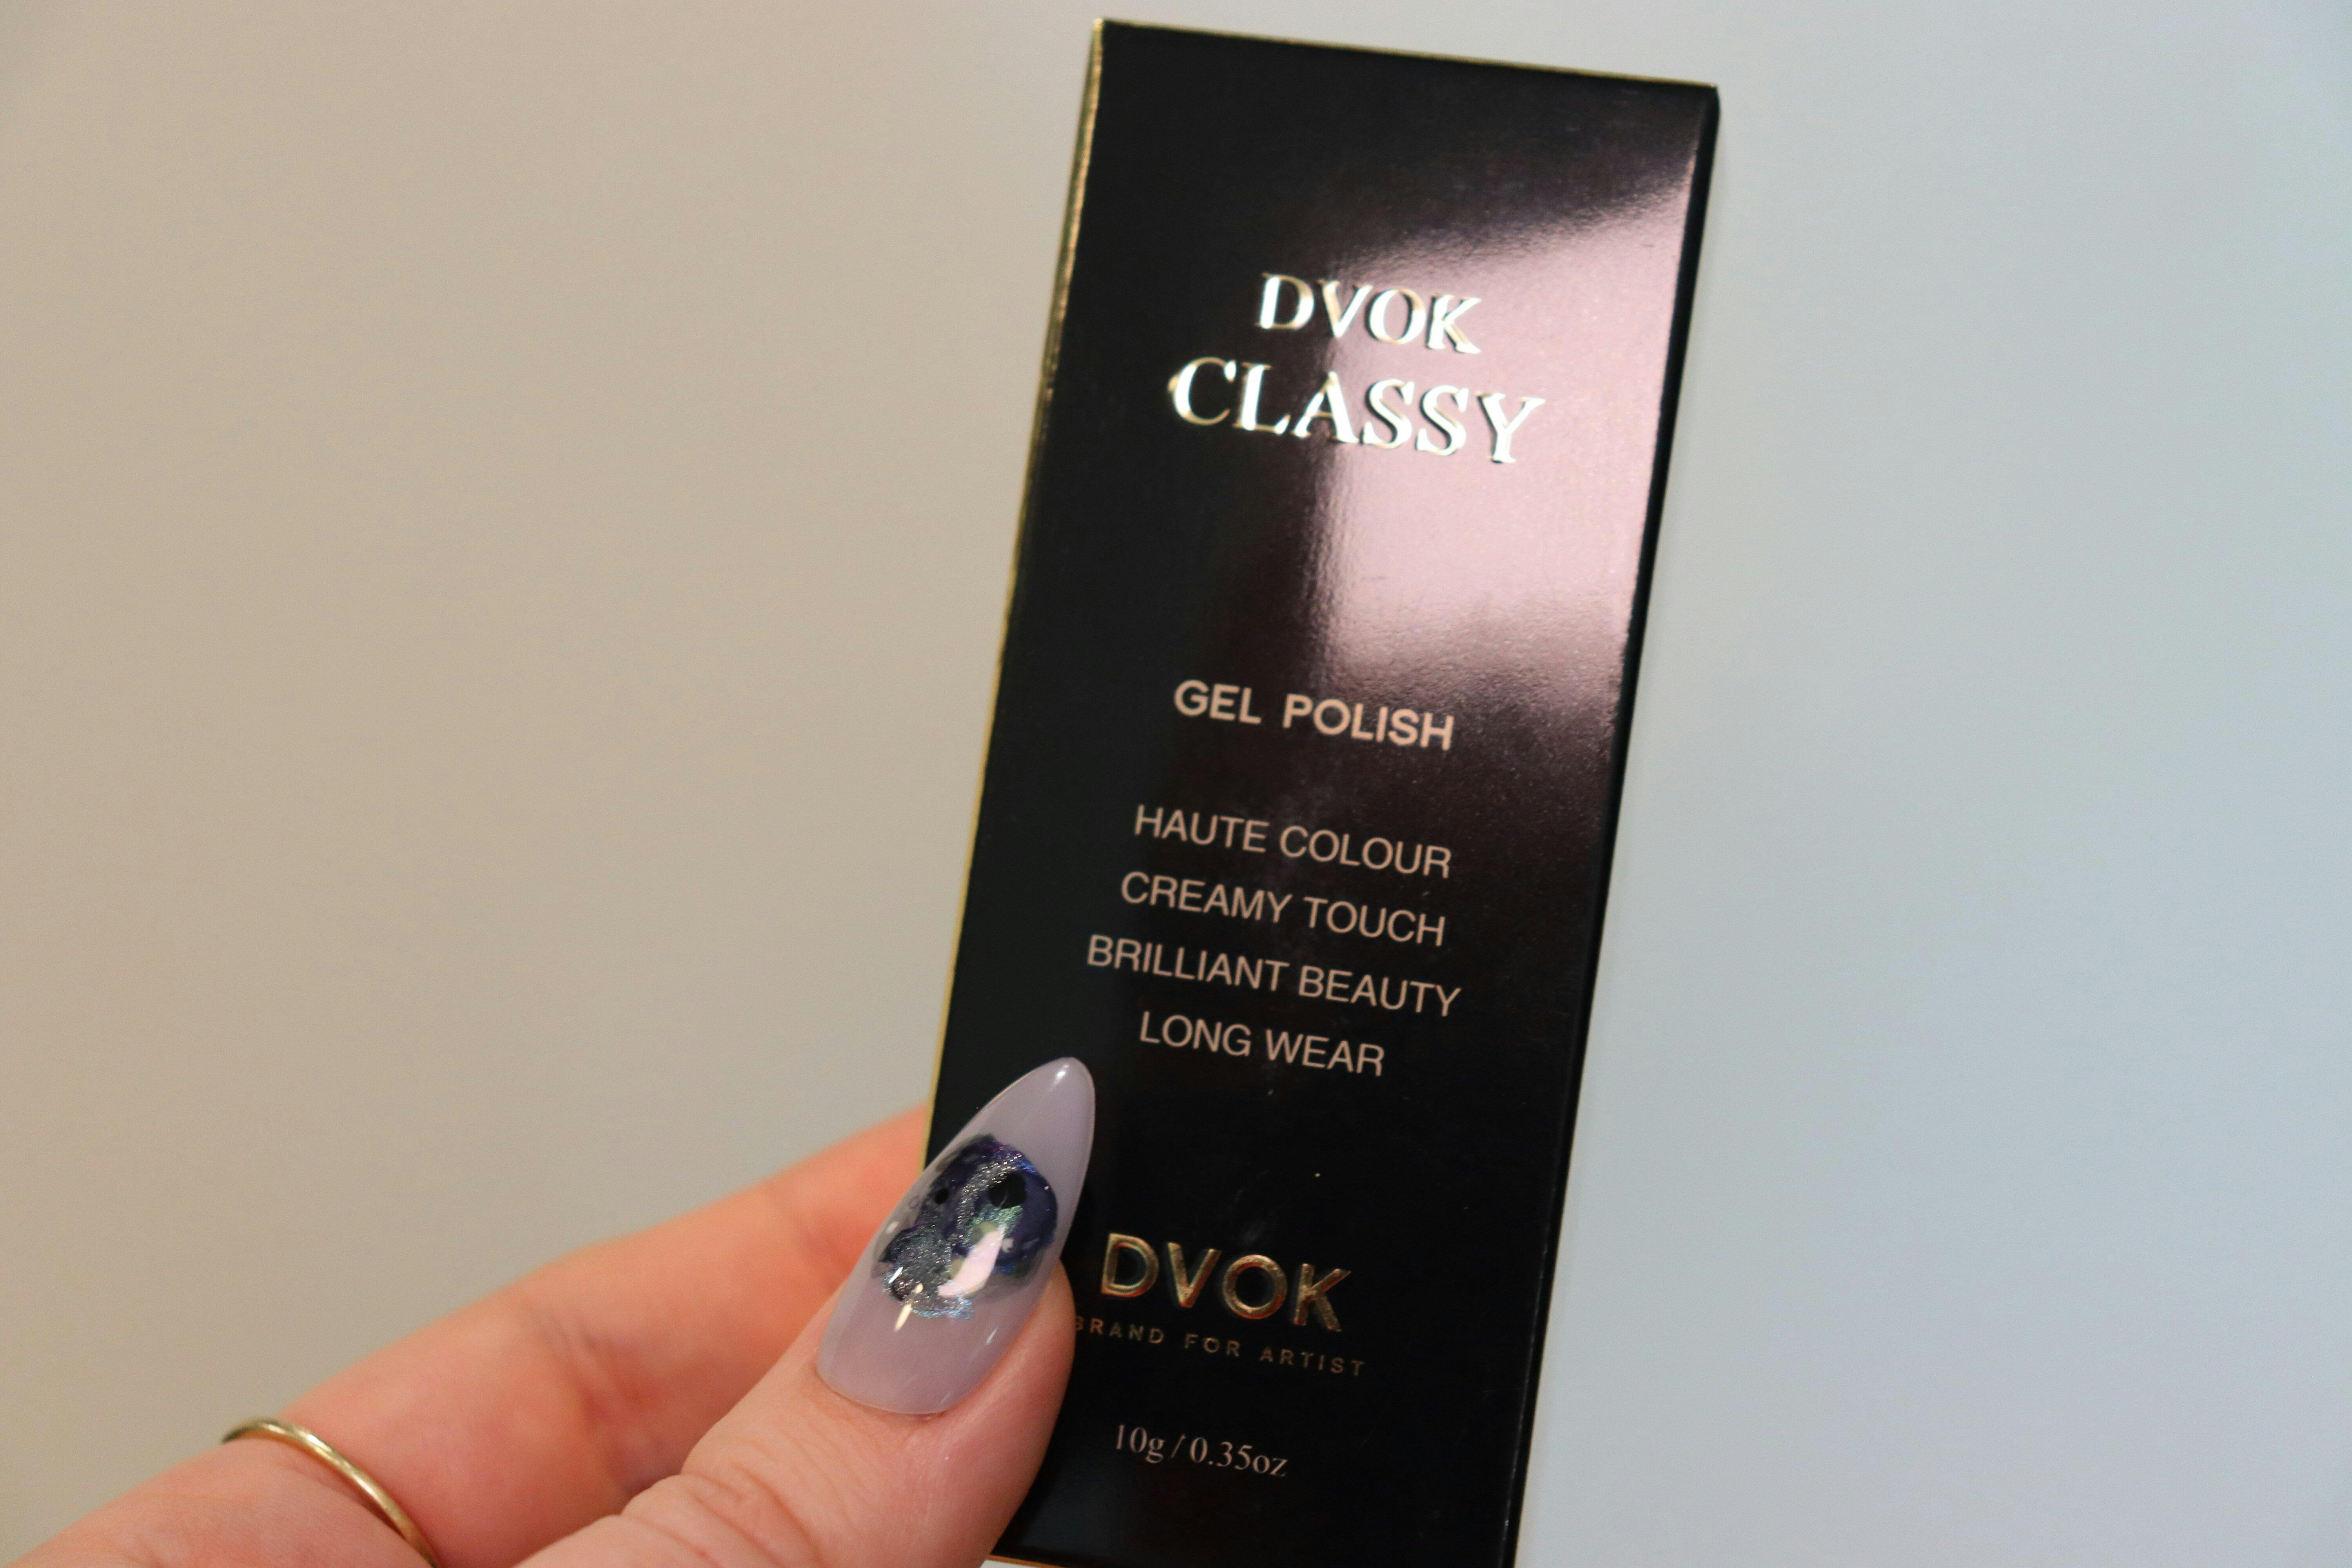 DVOK
CLASSY
GEL POLISH
HAUTE COLOUR
CREAMY TOUCH
BRILLIANT BEAUTY
LONG WEAR
DVOK
BRAND FOR ARTIST
10g / 0.35oz